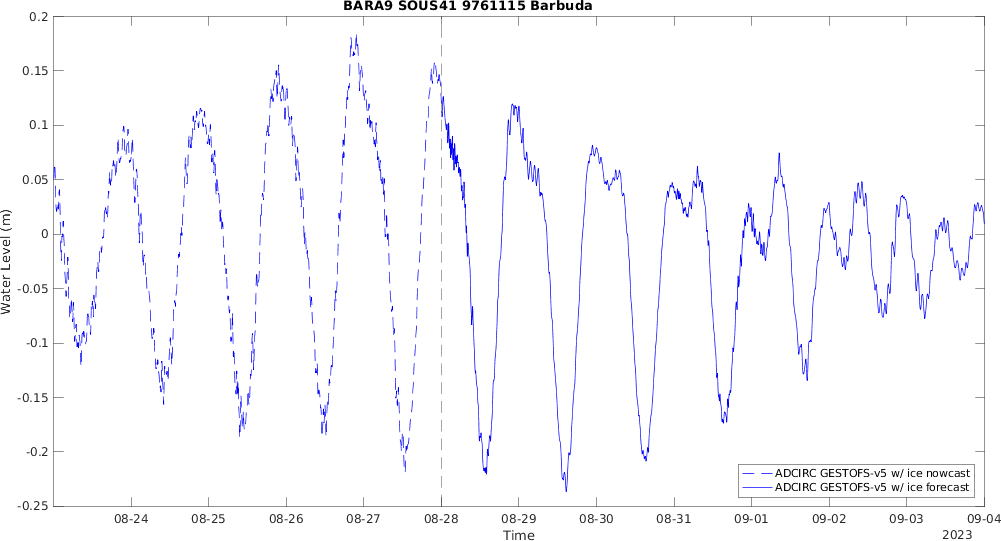 BARA9 SOUS41 9761115 Barbuda
0.2
0.15
0.1
0.05
0
-0.05
-0.1
-0.15
-0.2
-0.25
Water Level (m)
ADCIRC GESTOFS-v5 w/ ice nowcast
ADCIRC GESTOFS-v5 w/ ice forecast
08-24 08-25 08-26 08-27 08-28 08-29 08-30 08-31 09-01 09-02 09-03 09-04
Time
2023